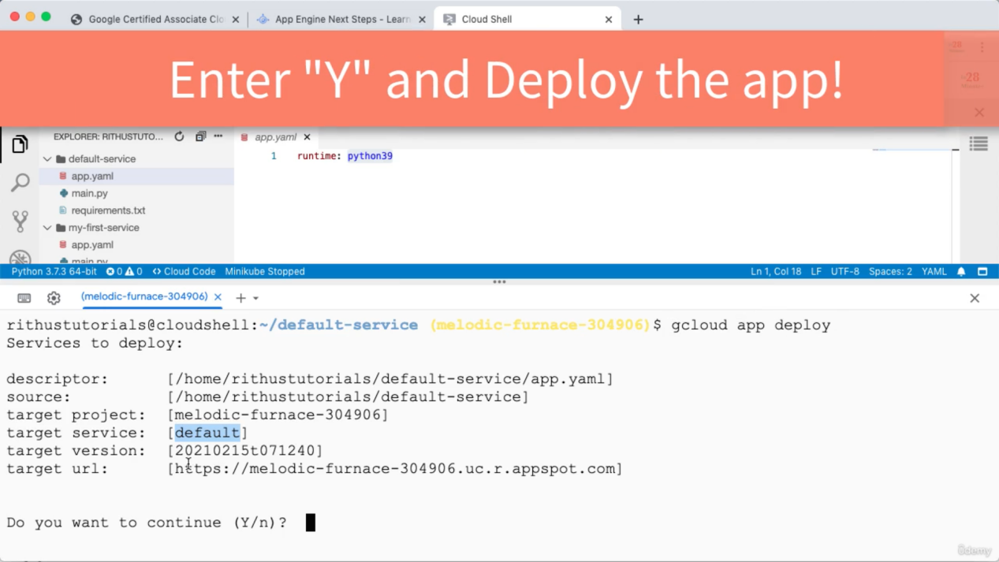 Google Certified Associate Clo
App Engine Next Steps - Learn
Cloud Shell
Enter "Y" and Deploy the app!
-28
-28
EXPLORER: RITHUSTUTO...
app.yaml
default-service
1 runtime: python39
app.yaml
main.py
requirements.txt
my-first-service
app.yaml
main.py
Python 3.7.3 64-bit 0 0 <> Cloud Code Minikube Stopped Ln 1, Col 18 LF UTF-8 Spaces: 2 YAML
(melodic-furnace-304906)
rithustutorials@cloudshell:~/default-service (melodic-furnace-304906)$ gcloud app deploy
Services to deploy:
descriptor: [/home/rithustutorials/default-service/app.yaml]
source: [/home/rithustutorials/default-service]
target project: [melodic-furnace-304906]
target service: [default]
target version: [20210215t071240]
target url: [https://melodic-furnace-304906.uc.r.appspot.com]
Do you want to continue (Y/n)?
ûdemy